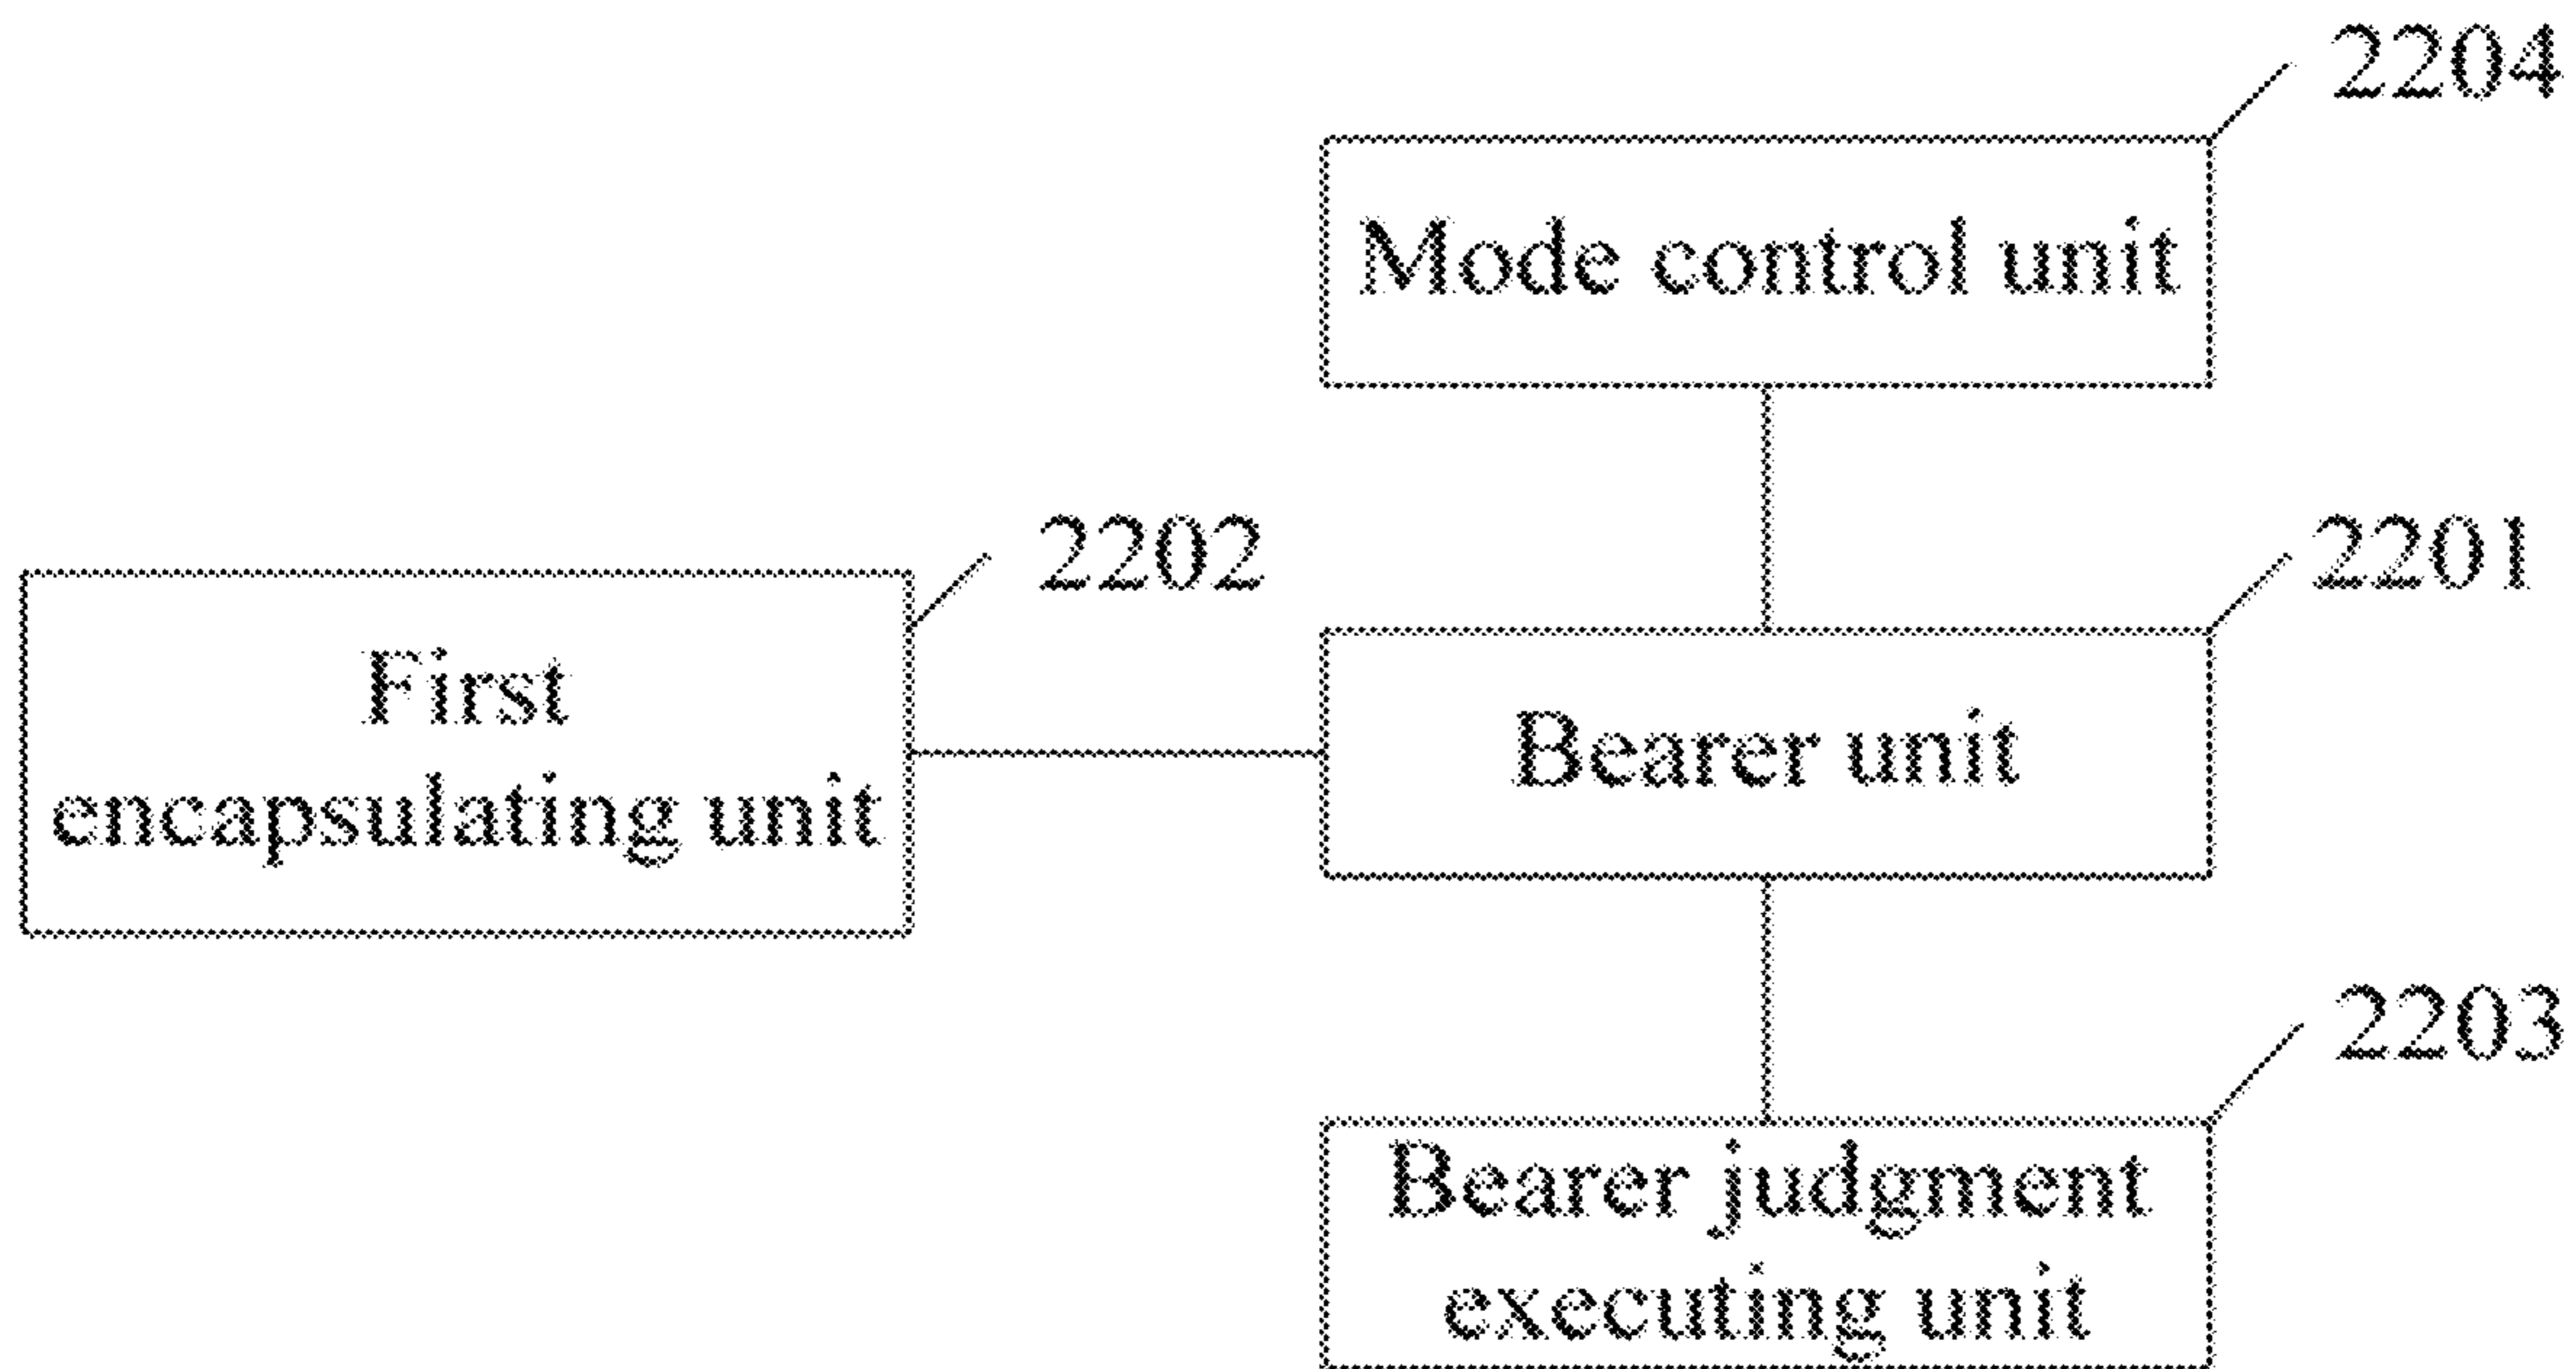 2204
Mode control unit
2202
2201
First
encapsulating unit
Bearer unit
2203
Bearer judgment
executing unit